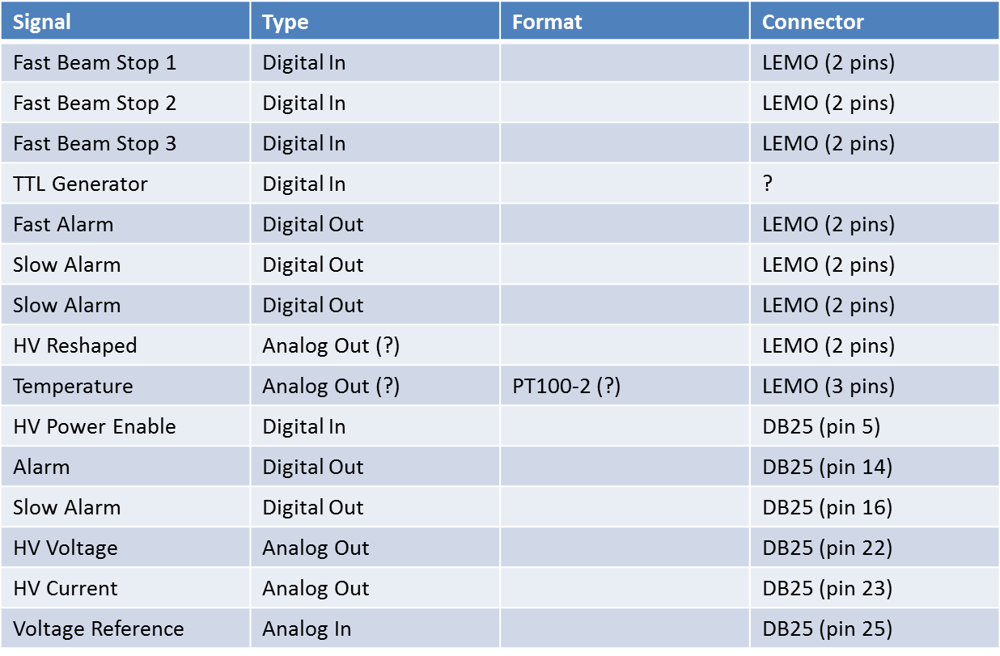 Signal Type Format Connector
Fast Beam Stop 1 Digital In LEMO (2 pins)
Fast Beam Stop 2 Digital In LEMO (2 pins)
Fast Beam Stop 3 Digital In LEMO (2 pins)
TTL Generator Digital In ?
Fast Alarm Digital Out LEMO (2 pins)
Slow Alarm Digital Out LEMO (2 pins)
Slow Alarm Digital Out LEMO (2 pins)
HV Reshaped Analog Out (?) LEMO (2 pins)
Temperature Analog Out (?) PT100-2 (?) LEMO (3 pins)
HV Power Enable Digital In DB25 (pin 5)
Alarm Digital Out DB25 (pin 14)
Slow Alarm Digital Out DB25 (pin 16)
HV Voltage Analog Out DB25 (pin 22)
HV Current Analog Out DB25 (pin 23)
Voltage Reference Analog In DB25 (pin 25)